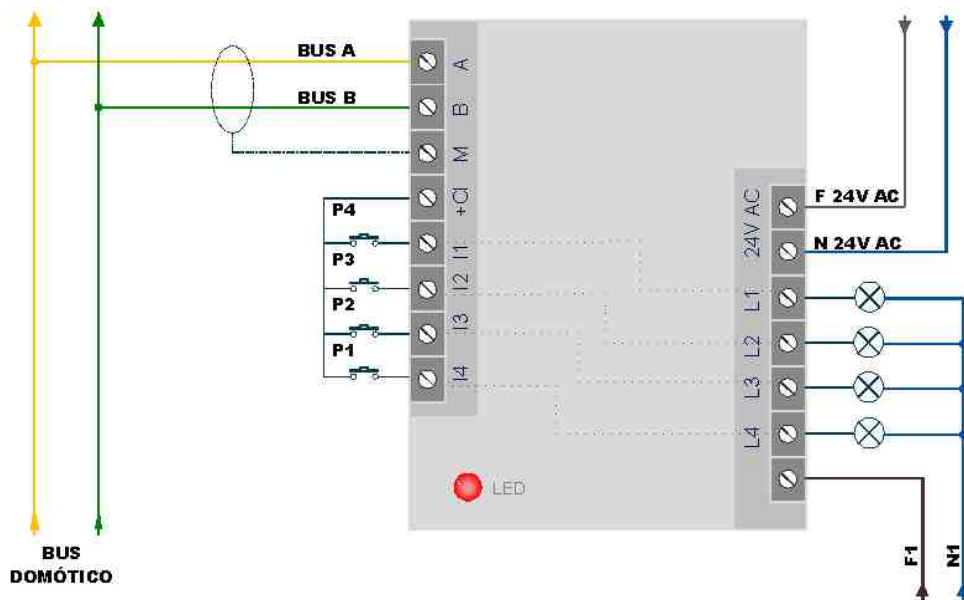 BUS A
BUS B
A
B
M
+CI
I1
I2
I3
I4
P4
P3
P2
P1
24V AC
F 24V AC
N 24V AC
L1
L2
L3
L4
LED
BUS
DOMÓTICO
F1
N1